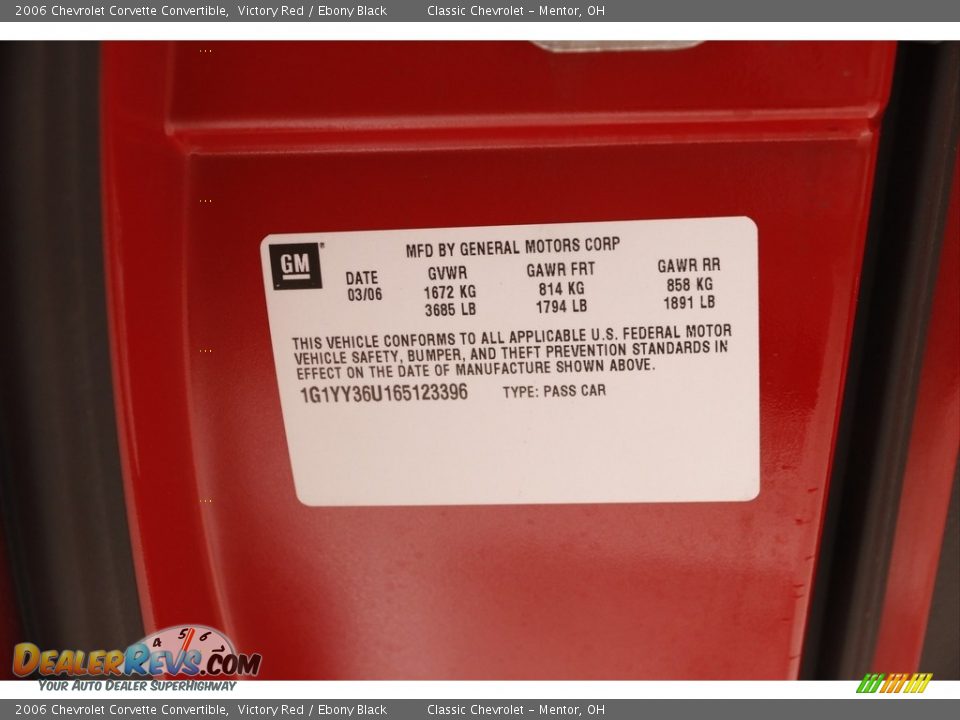 2006 Chevrolet Corvette Convertible, Victory Red / Ebony Black Classic Chevrolet - Mentor, OH
GM MFD BY GENERAL MOTORS CORP
DATE GVWR GAWR FRT GAWR RR
03/06 1672 KG 814 KG 858 KG
3685 LB 1794 LB 1891 LB
THIS VEHICLE CONFORMS TO ALL APPLICABLE U.S. FEDERAL MOTOR
VEHICLE SAFETY, BUMPER, AND THEFT PREVENTION STANDARDS IN
EFFECT ON THE DATE OF MANUFACTURE SHOWN ABOVE.
1G1YY36U165123396 TYPE: PASS CAR
4 5 6
DEALERREVS.COM
YOUR AUTO DEALER SUPERHIGHWAY
2006 Chevrolet Corvette Convertible, Victory Red / Ebony Black Classic Chevrolet - Mentor, OH